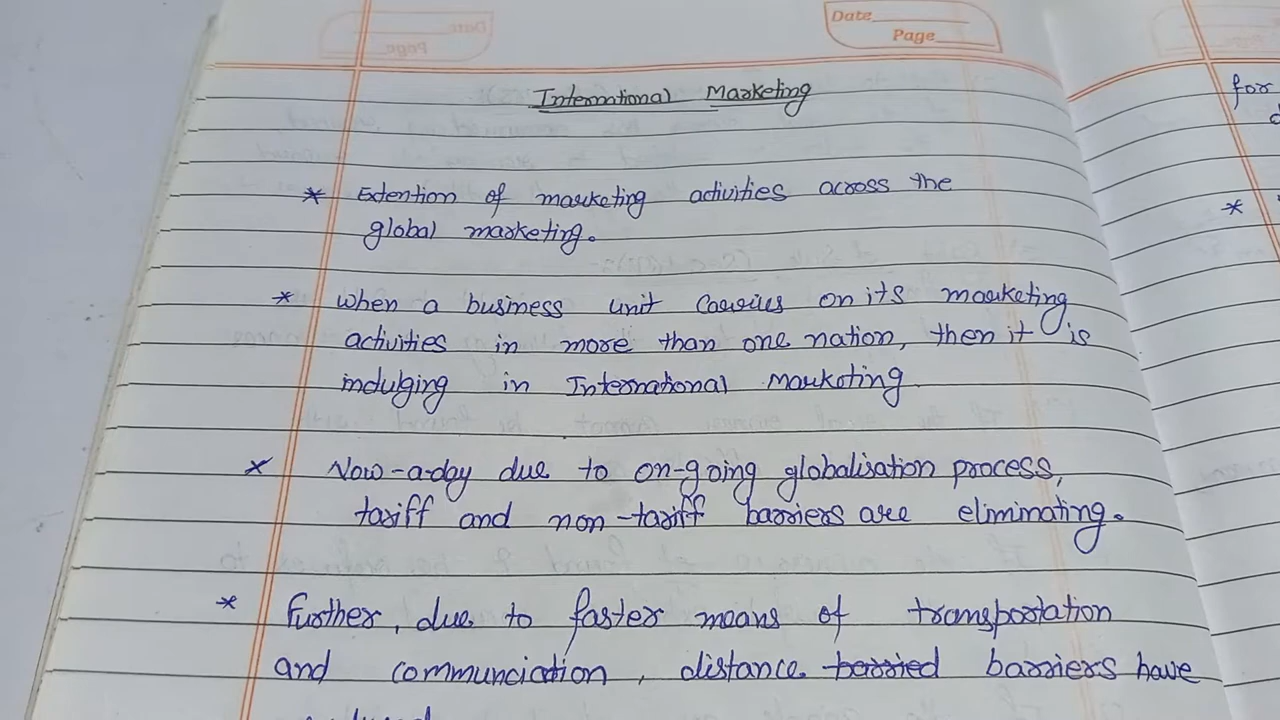 Date
Page
International Marketing
* Extention of marketing activities across the
global marketing.
* when a business unit carries on its marketing
activities in more than one nation, then it is
indulging in International Marketing
* Now-a-day due to on-going globalisation process,
tariff and non-tariff barriers are eliminating.
* Further, due to faster means of transportation
and communciation, distance barried barriers have
for
*